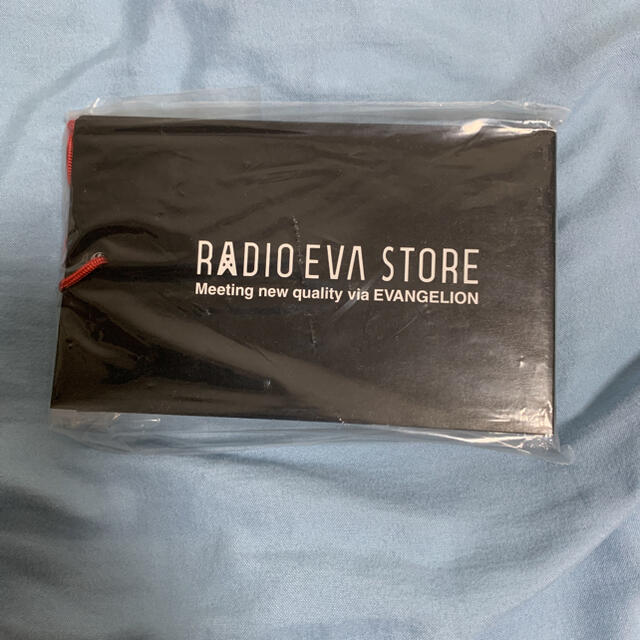 RADIO EVA STORE
Meeting new quality via EVANGELION